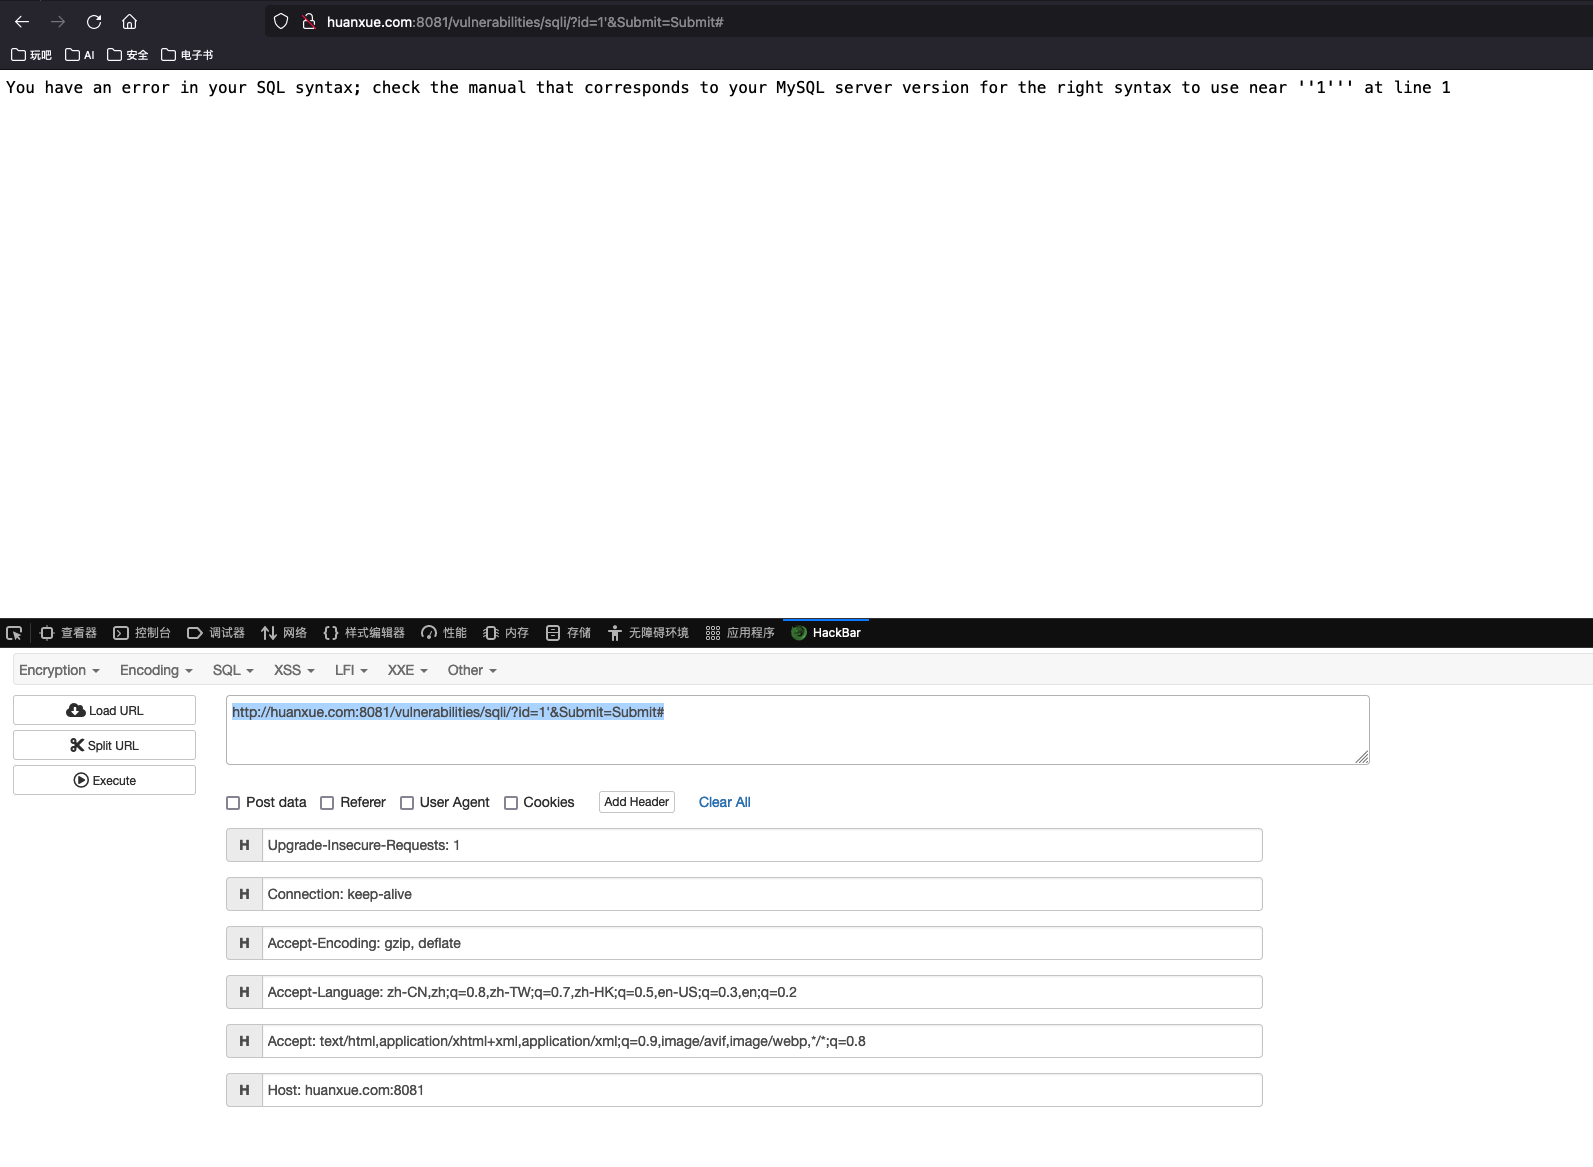 huanxue.com:8081/vulnerabilities/sqli/?id=1'&Submit=Submit#
玩吧 AI 安全 电子书
You have an error in your SQL syntax; check the manual that corresponds to your MySQL server version for the right syntax to use near ''1''' at line 1
查看器 控制台 调试器 网络 {} 样式编辑器 性能 内存 存储 无障碍环境 应用程序 HackBar
Encryption Encoding SQL XSS LFI XXE Other
Load URL
http://huanxue.com:8081/vulnerabilities/sqli/?id=1'&Submit=Submit#
Split URL
Execute
Post data Referer User Agent Cookies Add Header Clear All
H Upgrade-Insecure-Requests: 1
H Connection: keep-alive
H Accept-Encoding: gzip, deflate
H Accept-Language: zh-CN,zh;q=0.8,zh-TW;q=0.7,zh-HK;q=0.5,en-US;q=0.3,en;q=0.2
H Accept: text/html,application/xhtml+xml,application/xml;q=0.9,image/avif,image/webp,*/*;q=0.8
H Host: huanxue.com:8081